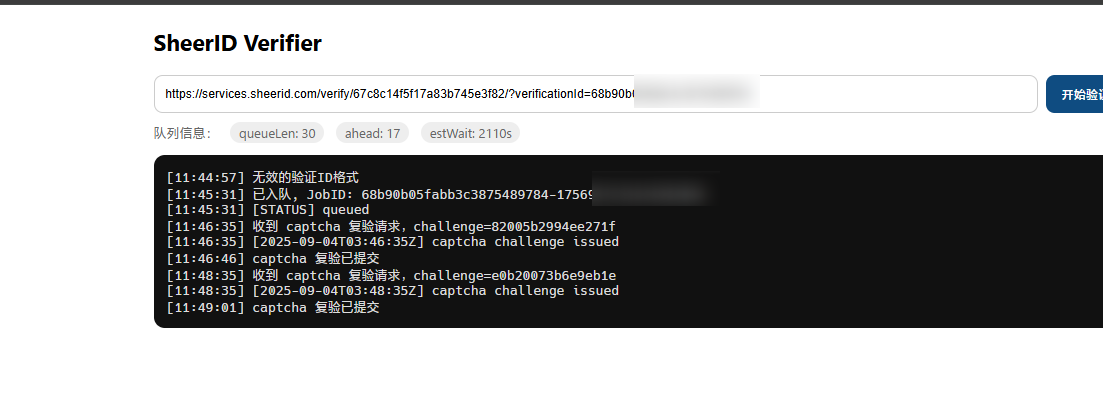 SheerID Verifier
https://services.sheerid.com/verify/67c8c14f5f17a83b745e3f82/?verificationId=68b90b
开始验
队列信息： queueLen: 30 ahead: 17 estWait: 2110s
[11:44:57] 无效的验证ID格式
[11:45:31] 已入队, JobID: 68b90b05fabb3c3875489784-17569
[11:45:31] [STATUS] queued
[11:46:35] 收到 captcha 复验请求，challenge=82005b2994ee271f
[11:46:35] [2025-09-04T03:46:35Z] captcha challenge issued
[11:46:46] captcha 复验已提交
[11:48:35] 收到 captcha 复验请求，challenge=e0b20073b6e9eb1e
[11:48:35] [2025-09-04T03:48:35Z] captcha challenge issued
[11:49:01] captcha 复验已提交